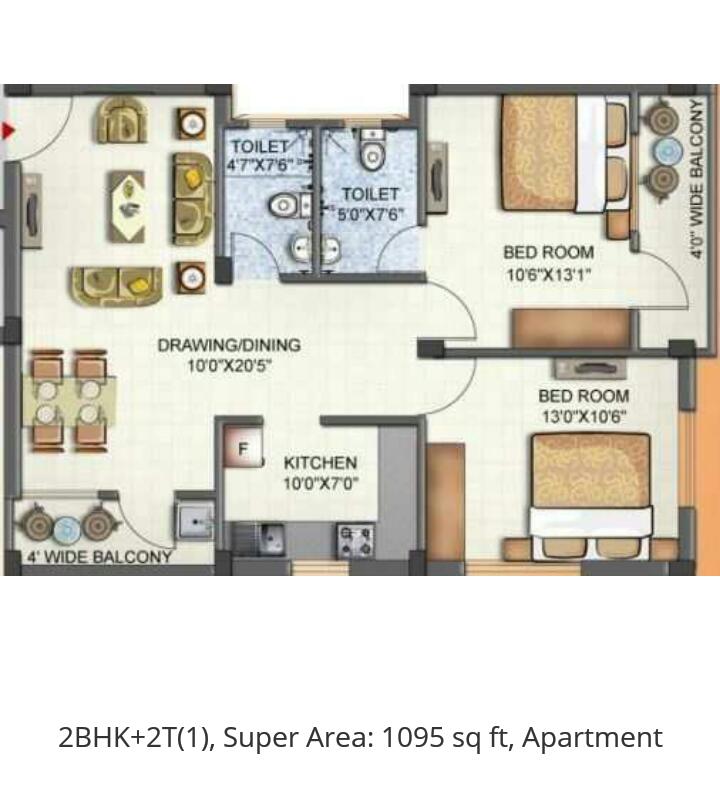 TOILET
4'7"X7'6"
TOILET
5'0"X7'6"
4'0" WIDE BALCONY
BED ROOM
10'6"X13'1"
DRAWING/DINING
10'0"X20'5"
BED ROOM
13'0"X10'6"
F
KITCHEN
10'0"X7'0"
4' WIDE BALCONY
2BHK+2T(1), Super Area: 1095 sq ft, Apartment